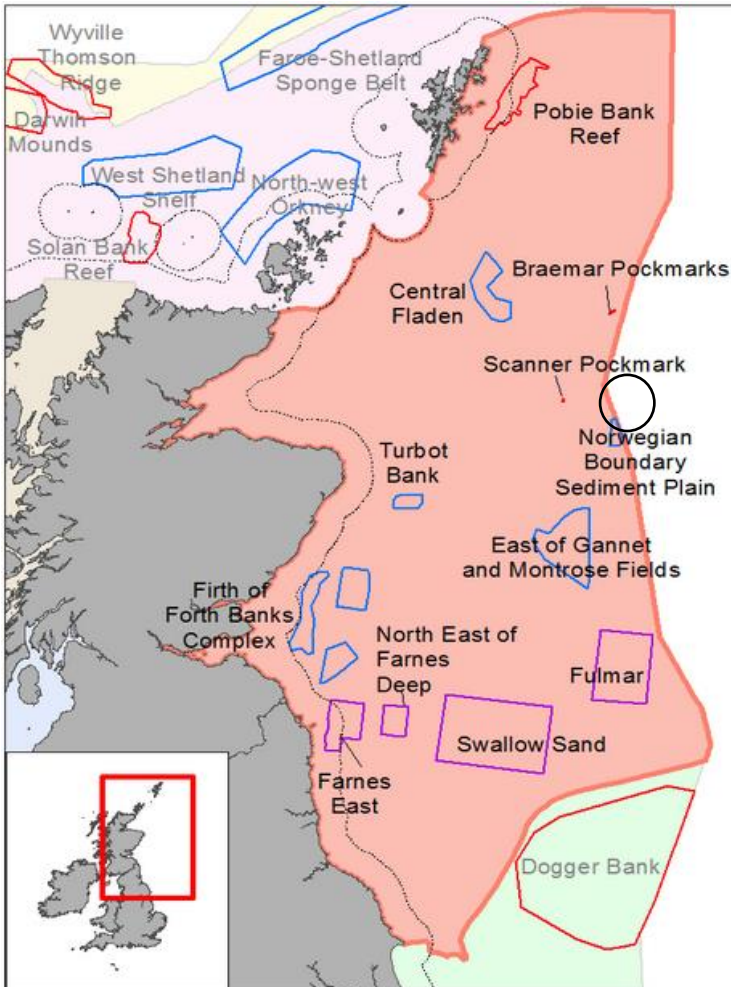 Wyville
Thomson
Ridge
Faroe-Shetland
Sponge Belt
Darwin
Mounds
Pobie Bank
Reef
West Shetland
Shelf
North-west
Orkney
Solan Bank
Reef
Central
Fladen
Braemar Pockmarks
Scanner Pockmark
Norwegian
Boundary
Sediment Plain
Turbot
Bank
East of Gannet
and Montrose Fields
Firth of
Forth Banks
Complex
North East of
Farnes
Deep
Fulmar
Swallow Sand
Farnes
East
Dogger Bank